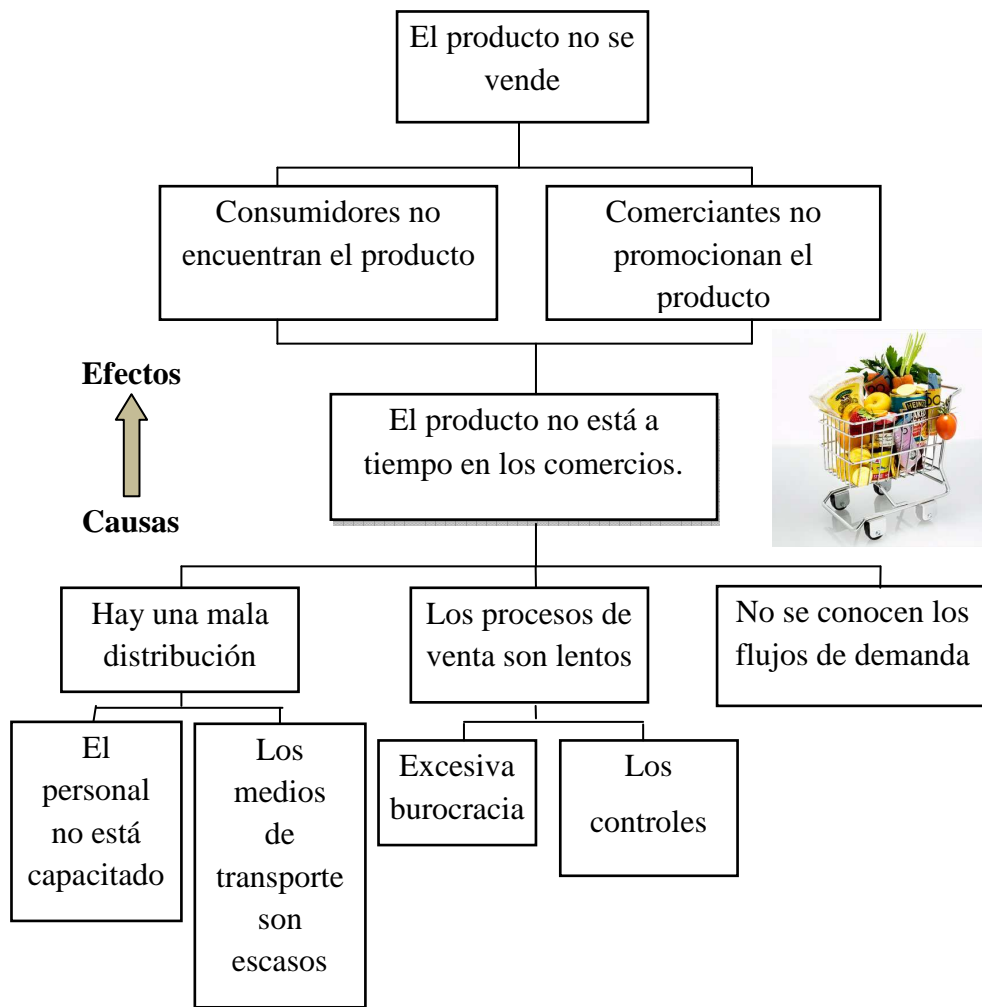 El producto no se
vende
Consumidores no
encuentran el producto
Comerciantes no
promocionan el
producto
Efectos
El producto no está a
tiempo en los comercios.
Causas
HEINZ
Hay una mala
distribución
Los procesos de
venta son lentos
No se conocen los
flujos de demanda
El
personal
no está
capacitado
Los
medios
de
transporte
son
escasos
Excesiva
burocracia
Los
controles